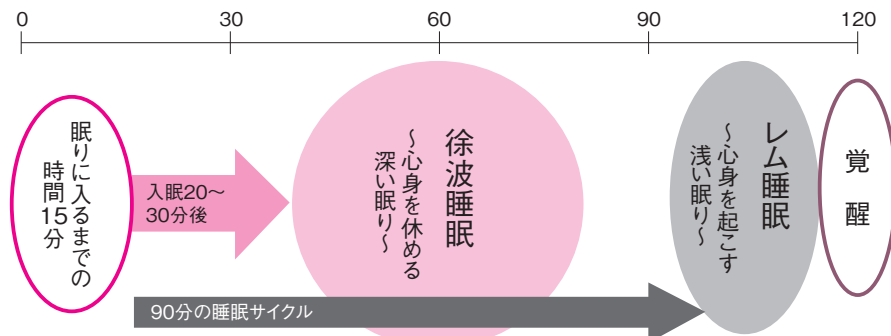 0 30 60 90 120
眠りに入るまでの
時間15分
入眠20〜
30分後
徐波睡眠
〜心身を休める
深い眠り〜
レム睡眠
〜心身を起こす
浅い眠り〜
覚醒
90分の睡眠サイクル